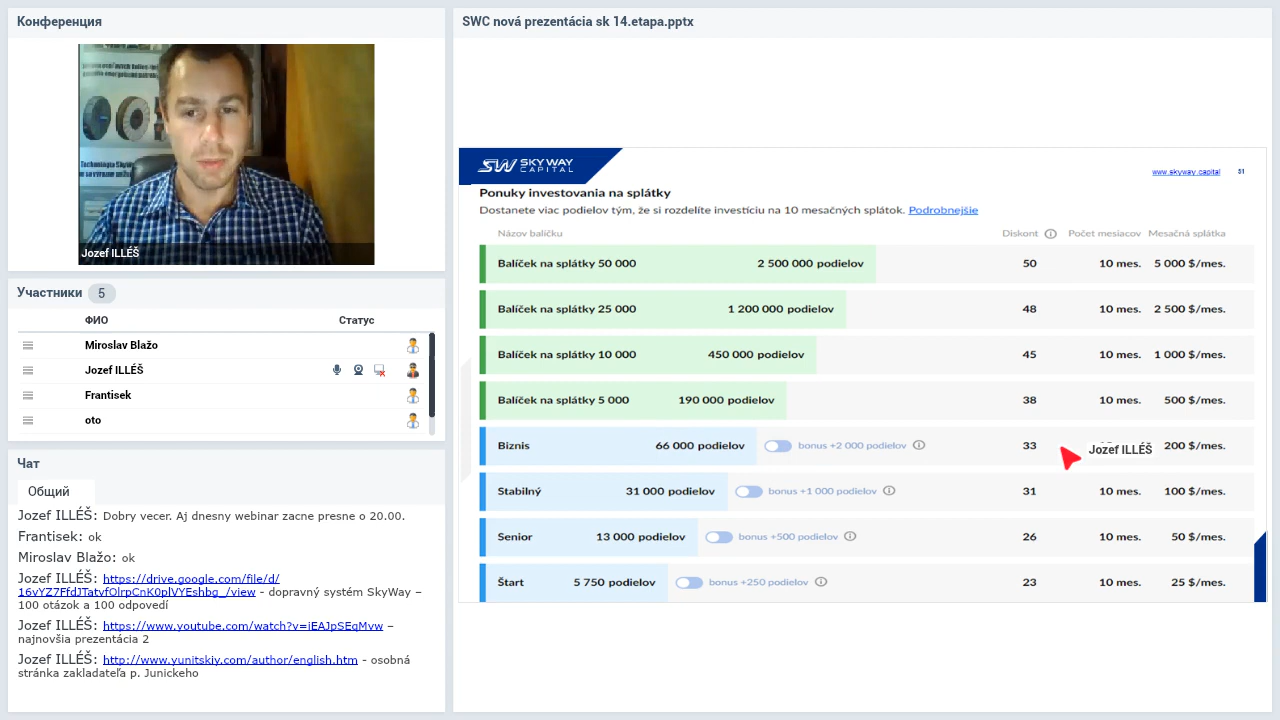 Конференция
Jozef ILLÉŠ
Участники 5
ФИО Статус
Miroslav Blažo
Jozef ILLÉŠ
Frantisek
oto
Чат
Общий
Jozef ILLÉŠ: Dobry vecer. Aj dnesny webinar zacne presne o 20.00.
Frantisek: ok
Miroslav Blažo: ok
Jozef ILLÉŠ: https://drive.google.com/file/d/
16vYZ7FfdJTatvfOlrpCnK0plVYEshbg_/view - dopravný systém SkyWay –
100 otázok a 100 odpovedí
Jozef ILLÉŠ: https://www.youtube.com/watch?v=iEAJpSEqMvw –
najnovšia prezentácia 2
Jozef ILLÉŠ: http://www.yunitskiy.com/author/english.htm - osobná
stránka zakladateľa p. Junickeho
SWC nová prezentácia sk 14.etapa.pptx
SW SKY WAY
CAPITAL
www.skyway.capital 51
Ponuky investovania na splátky
Dostanete viac podielov tým, že si rozdelíte investíciu na 10 mesačných splátok. Podrobnejšie
Názov balíčku Diskont Počet mesiacov Mesačná splátka
Balíček na splátky 50 000 2 500 000 podielov 50 10 mes. 5 000 $/mes.
Balíček na splátky 25 000 1 200 000 podielov 48 10 mes. 2 500 $/mes.
Balíček na splátky 10 000 450 000 podielov 45 10 mes. 1 000 $/mes.
Balíček na splátky 5 000 190 000 podielov 38 10 mes. 500 $/mes.
Biznis 66 000 podielov bonus +2 000 podielov 33 200 $/mes.
Jozef ILLÉŠ
Stabilný 31 000 podielov bonus +1 000 podielov 31 10 mes. 100 $/mes.
Senior 13 000 podielov bonus +500 podielov 26 10 mes. 50 $/mes.
Štart 5 750 podielov bonus +250 podielov 23 10 mes. 25 $/mes.